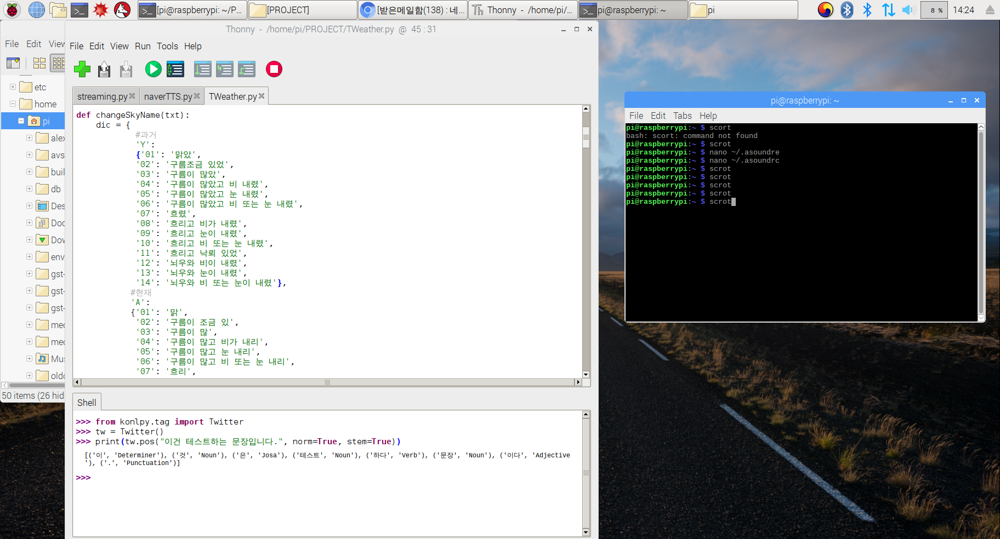 [pi@raspberrypi: ~/P...
[PROJECT]
[받은메일함(138) : 네...
Thonny - /home/pi/...
pi@raspberrypi: ~
pi
8 %
14:24
File Edit View
etc
home
pi
alex
avs
buil
db
Des
Doc
Dow
env
gst-
gst-
gst-
med
med
Mus
oldc
50 items (26 hid
Thonny - /home/pi/PROJECT/TWeather.py @ 45 : 31
File Edit View Run Tools Help
streaming.py
naverTTS.py
TWeather.py
def changeSkyName(txt):
dic = {
#과거
'Y':
{'01': '맑았',
'02': '구름조금 있었',
'03': '구름이 많았',
'04': '구름이 많았고 비 내렸',
'05': '구름이 많았고 눈 내렸',
'06': '구름이 많았고 비 또는 눈 내렸',
'07': '흐렸',
'08': '흐리고 비가 내렸',
'09': '흐리고 눈이 내렸',
'10': '흐리고 비 또는 눈 내렸',
'11': '흐리고 낙뢰 있었',
'12': '뇌우와 비이 내렸',
'13': '뇌우와 눈이 내렸',
'14': '뇌우와 비 또는 눈이 내렸'},
#현재
'A':
{'01': '맑',
'02': '구름이 조금 있',
'03': '구름이 많',
'04': '구름이 많고 비가 내리',
'05': '구름이 많고 눈 내리',
'06': '구름이 많고 비 또는 눈 내리',
'07': '흐리',
Shell
>>> from konlpy.tag import Twitter
>>> tw = Twitter()
>>> print(tw.pos("이건 테스트하는 문장입니다.", norm=True, stem=True))
[('이', 'Determiner'), ('것', 'Noun'), ('은', 'Josa'), ('테스트', 'Noun'), ('하다', 'Verb'), ('문장', 'Noun'), ('이다', 'Adjective
'), ('.', 'Punctuation')]
>>>
pi@raspberrypi: ~
File Edit Tabs Help
pi@raspberrypi:~ $ scort
bash: scort: command not found
pi@raspberrypi:~ $ scrot
pi@raspberrypi:~ $ nano ~/.asoundre
pi@raspberrypi:~ $ nano ~/.asoundrc
pi@raspberrypi:~ $ scrot
pi@raspberrypi:~ $ scrot
pi@raspberrypi:~ $ scrot
pi@raspberrypi:~ $ scrot
pi@raspberrypi:~ $ scrot